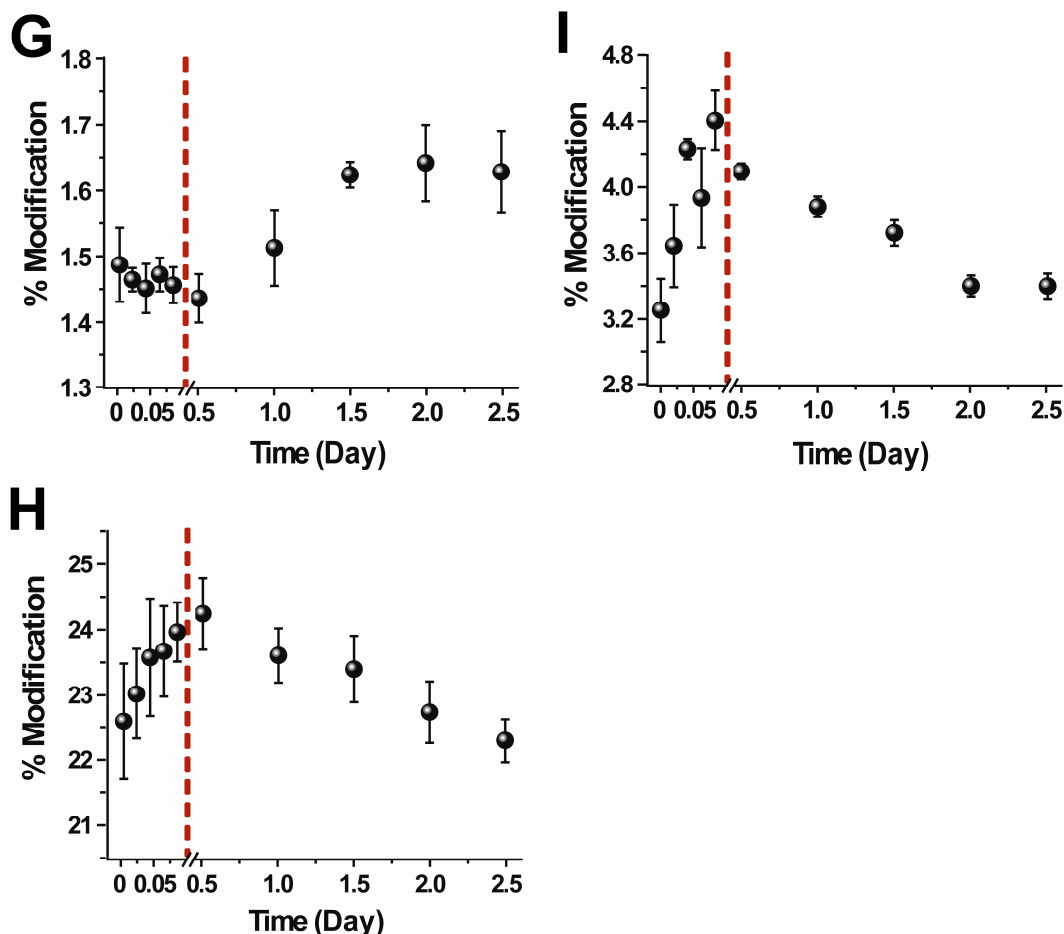 G
1.8
1.7
1.6
1.5
1.4
1.3
% Modification
0 0.05 0.5 1.0 1.5 2.0 2.5
Time (Day)
I
4.8
4.4
4.0
3.6
3.2
2.8
% Modification
0 0.05 0.5 1.0 1.5 2.0 2.5
Time (Day)
H
25
24
23
22
21
% Modification
0 0.05 0.5 1.0 1.5 2.0 2.5
Time (Day)